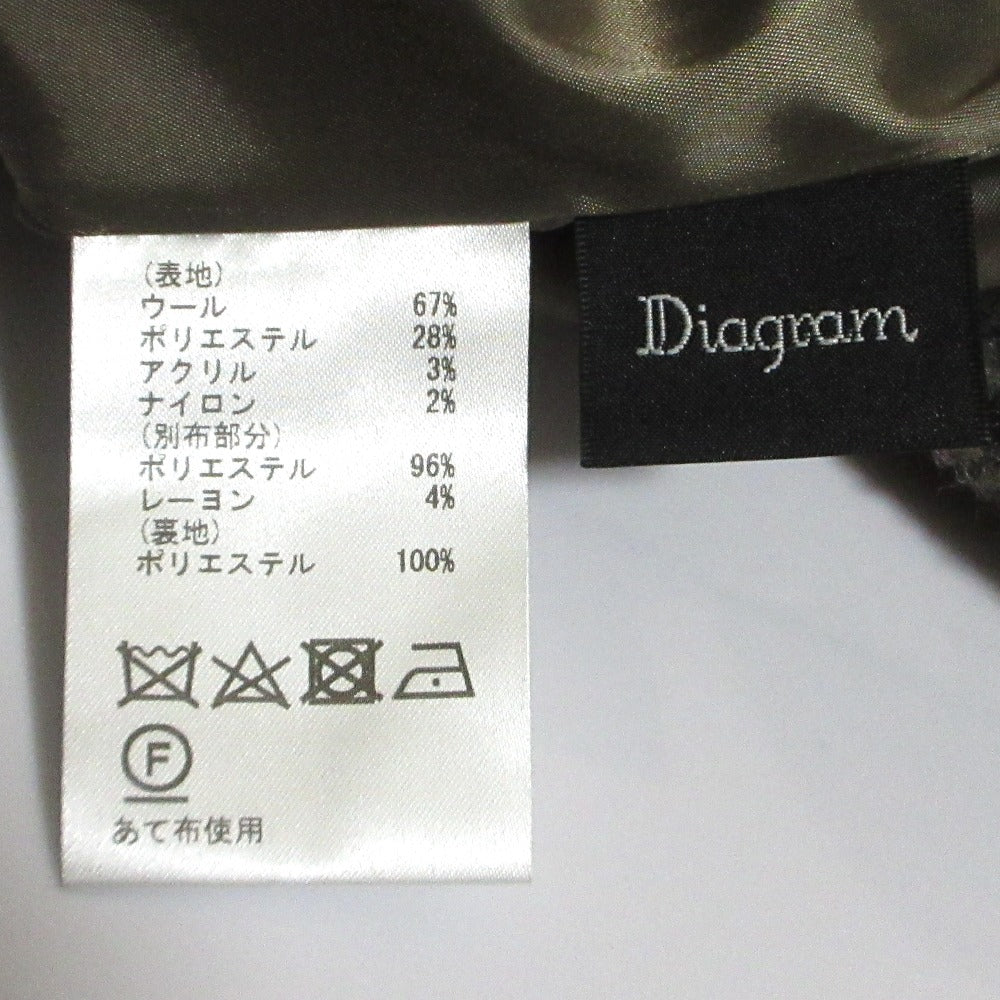 (表地)
ウール 67%
ポリエステル 28%
アクリル 3%
ナイロン 2%
(別布部分)
ポリエステル 96%
レーヨン 4%
(裏地)
ポリエステル 100%
F
あて布使用
Diagram